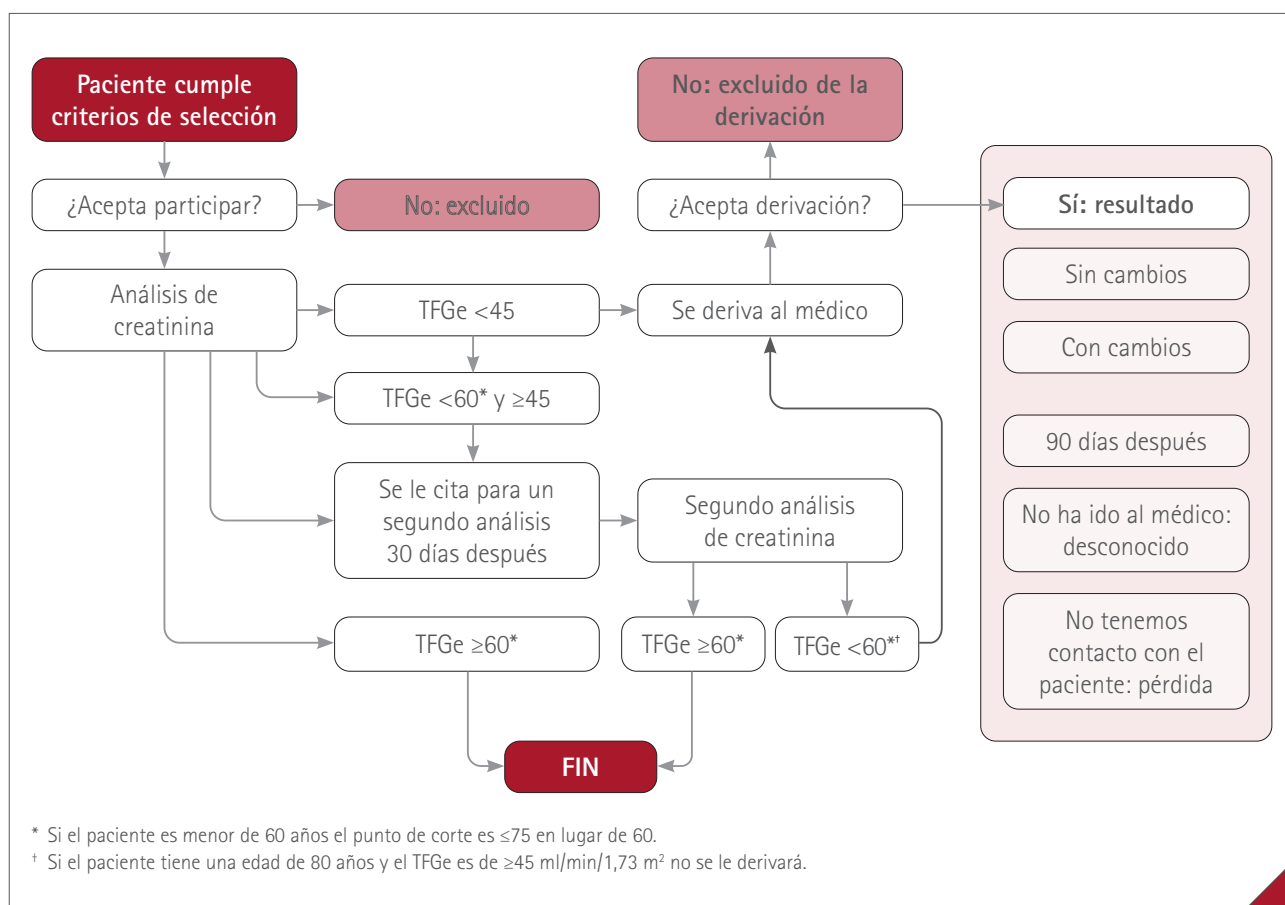 Paciente cumple
criterios de selección
¿Acepta participar?
No: excluido
Análisis de
creatinina
TFGe <45
TFGe <60* y ≥45
Se le cita para un
segundo análisis
30 días después
TFGe ≥60*
No: excluido de la
derivación
¿Acepta derivación?
Se deriva al médico
Segundo análisis
de creatinina
TFGe ≥60*
TFGe <60*†
FIN
Sí: resultado
Sin cambios
Con cambios
90 días después
No ha ido al médico:
desconocido
No tenemos
contacto con el
paciente: pérdida
* Si el paciente es menor de 60 años el punto de corte es ≤75 en lugar de 60.
† Si el paciente tiene una edad de 80 años y el TFGe es de ≥45 ml/min/1,73 m² no se le derivará.